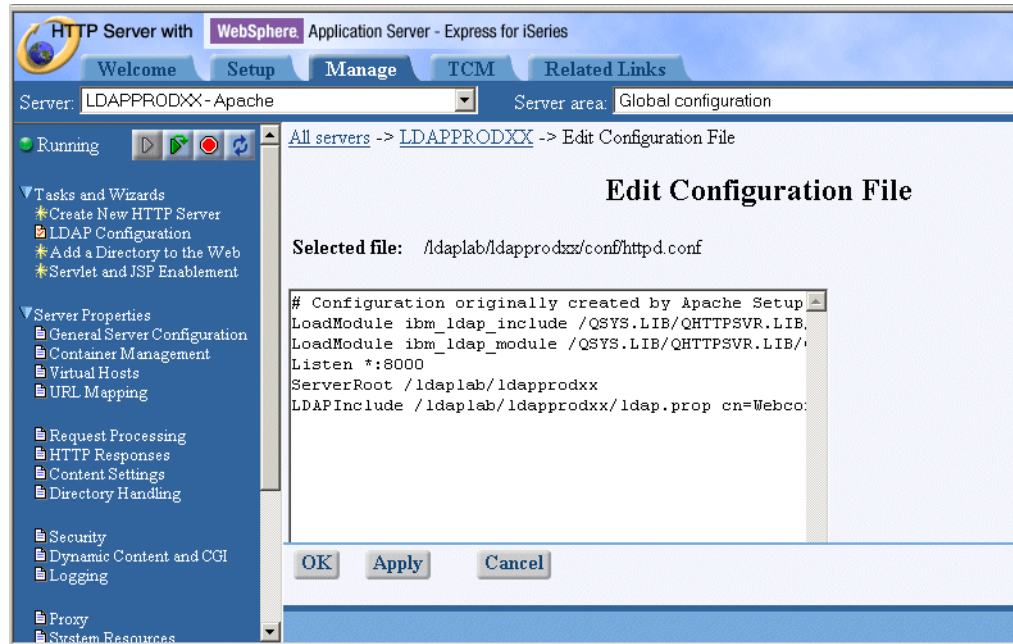 HTTP Server with WebSphere. Application Server - Express for iSeries
Welcome Setup Manage TCM Related Links
Server: LDAPPRODXX - Apache Server area: Global configuration
Running
All servers -> LDAPPRODXX -> Edit Configuration File
Edit Configuration File
Selected file: /ldaplab/ldapprodxx/conf/httpd.conf
Tasks and Wizards
Create New HTTP Server
LDAP Configuration
Add a Directory to the Web
Servlet and JSP Enablement
Server Properties
General Server Configuration
Container Management
Virtual Hosts
URL Mapping
Request Processing
HTTP Responses
Content Settings
Directory Handling
Security
Dynamic Content and CGI
Logging
Proxy
System Resources
# Configuration originally created by Apache Setup
LoadModule ibm_ldap_include /QSYS.LIB/QHTTPSVR.LIB
LoadModule ibm_ldap_module /QSYS.LIB/QHTTPSVR.LIB/
Listen *:8000
ServerRoot /ldaplab/ldapprodxx
LDAPInclude /ldaplab/ldapprodxx/ldap.prop cn=Webco
OK Apply Cancel